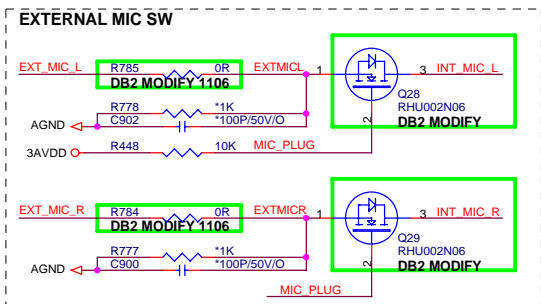 EXTERNAL MIC SW
EXT_MIC_L R785 0R EXTMICL 1 3 INT_MIC_L
DB2 MODIFY 1106
R778 *1K
AGND C902 *100P/50V/O
Q28
RHU002N06
DB2 MODIFY
2
3AVDD R448 10K MIC_PLUG
EXT_MIC_R R784 0R EXTMICR 1 3 INT_MIC_R
DB2 MODIFY 1106
R777 *1K
AGND C900 *100P/50V/O
Q29
RHU002N06
DB2 MODIFY
2
MIC_PLUG